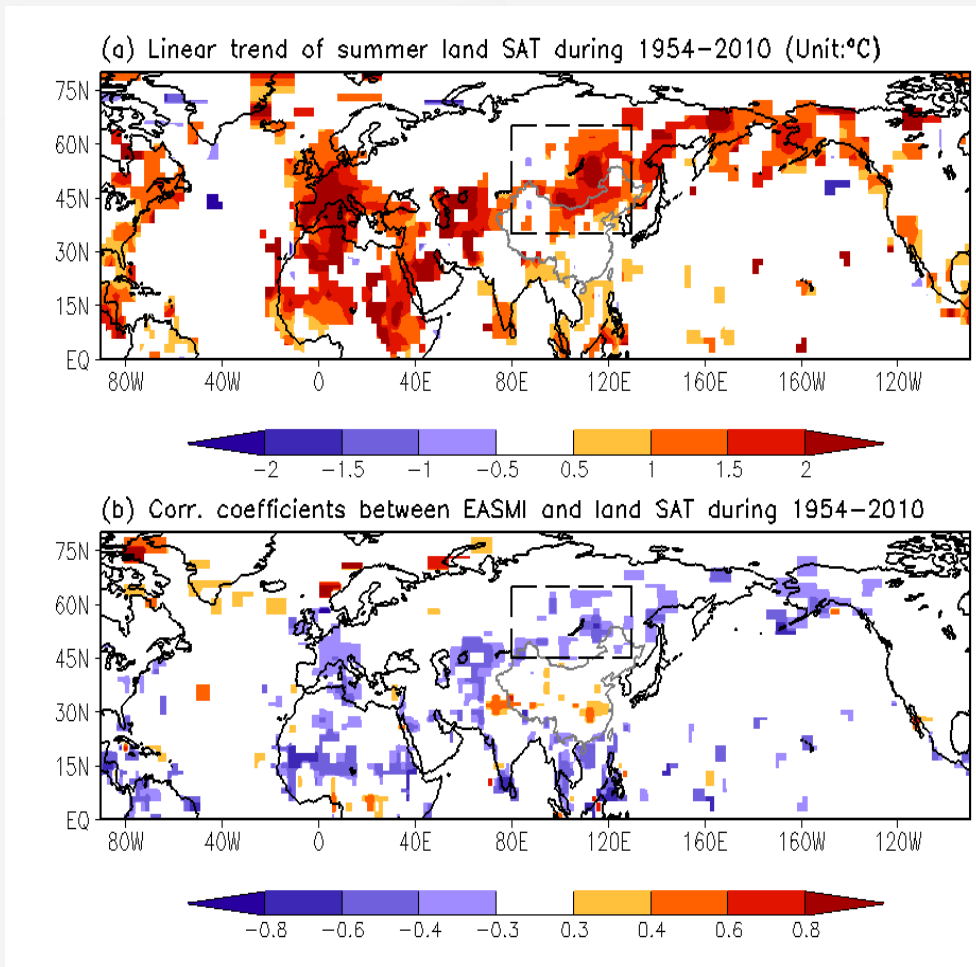 (a) Linear trend of summer land SAT during 1954−2010 (Unit:°C)
75N
60N
45N
30N
15N
EQ
80W 40W 0 40E 80E 120E 160E 160W 120W
−2 −1.5 −1 −0.5 0.5 1 1.5 2
(b) Corr. coefficients between EASMI and land SAT during 1954−2010
75N
60N
45N
30N
15N
EQ
80W 40W 0 40E 80E 120E 160E 160W 120W
−0.8 −0.6 −0.4 −0.3 0.3 0.4 0.6 0.8